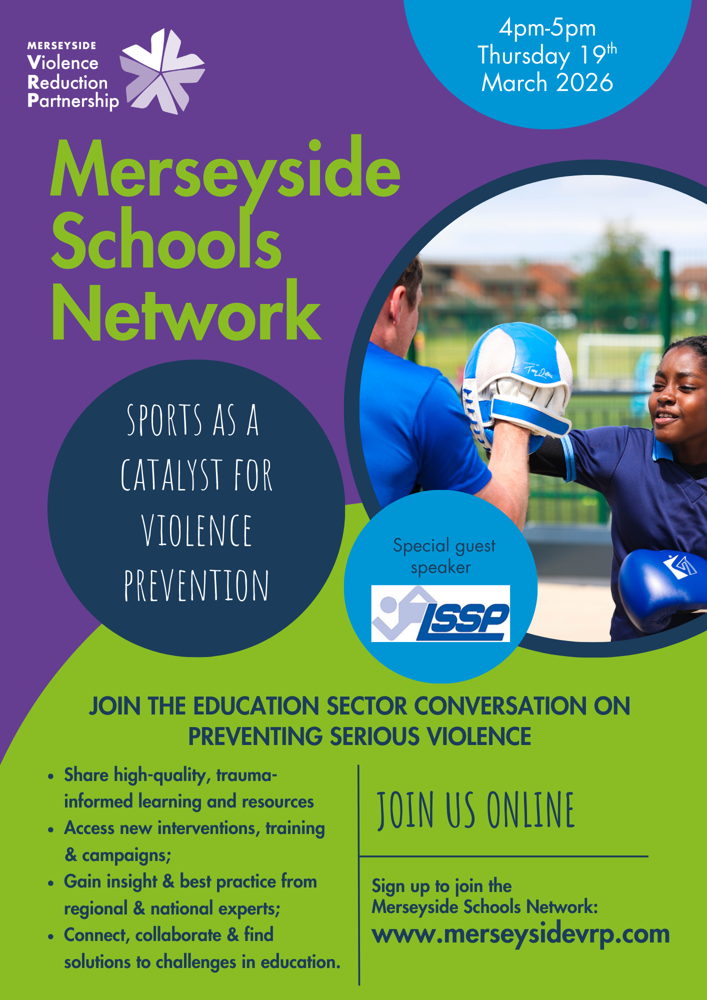 MERSEYSIDE
Violence
Reduction
Partnership
4pm-5pm
Thursday 19th
March 2026
Merseyside
Schools
Network
SPORTS AS A
CATALYST FOR
VIOLENCE
PREVENTION
CREATED BY
Special guest
speaker
LSSP
JOIN THE EDUCATION SECTOR CONVERSATION ON
PREVENTING SERIOUS VIOLENCE
• Share high-quality, trauma-
informed learning and resources
• Access new interventions, training
& campaigns;
• Gain insight & best practice from
regional & national experts;
• Connect, collaborate & find
solutions to challenges in education.
JOIN US ONLINE
Sign up to join the
Merseyside Schools Network:
www.merseysidevrp.com